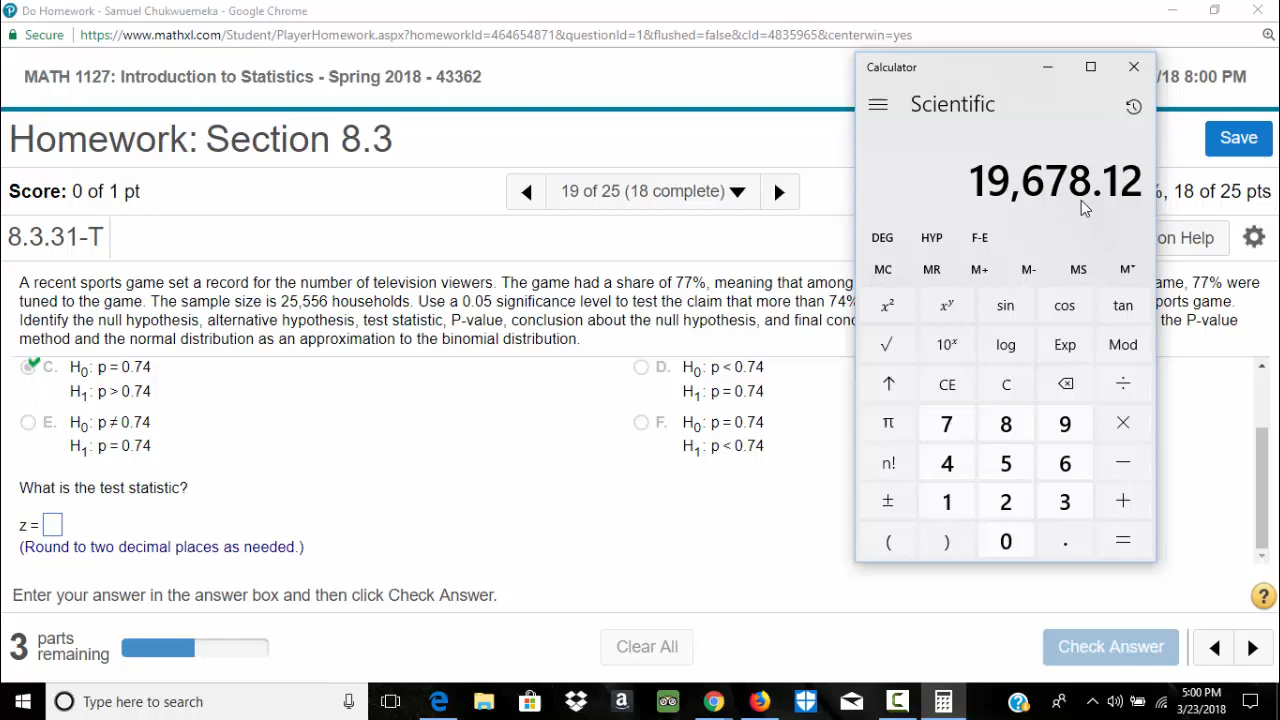 Do Homework - Samuel Chukwuemeka - Google Chrome
Secure https://www.mathxl.com/Student/PlayerHomework.aspx?homeworkId=464654871&questionId=1&flushed=false&cId=4835965&centerwin=yes
MATH 1127: Introduction to Statistics - Spring 2018 - 43362
/18 8:00 PM
Homework: Section 8.3
Save
Score: 0 of 1 pt
19 of 25 (18 complete)
%, 18 of 25 pts
8.3.31-T
on Help
A recent sports game set a record for the number of television viewers. The game had a share of 77%, meaning that among
ame, 77% were
tuned to the game. The sample size is 25,556 households. Use a 0.05 significance level to test the claim that more than 74%
ports game.
Identify the null hypothesis, alternative hypothesis, test statistic, P-value, conclusion about the null hypothesis, and final conc
the P-value
method and the normal distribution as an approximation to the binomial distribution.
C. H0: p = 0.74
H1: p > 0.74
D. H0: p < 0.74
H1: p = 0.74
E. H0: p ≠ 0.74
H1: p = 0.74
F. H0: p = 0.74
H1: p < 0.74
What is the test statistic?
z =
(Round to two decimal places as needed.)
Enter your answer in the answer box and then click Check Answer.
3 parts remaining
Clear All
Check Answer
?
Calculator
Scientific
19,678.12
DEG HYP F-E
MC MR M+ M- MS M˅
x² xʸ sin cos tan
√ 10ˣ log Exp Mod
↑ CE C ⌫ ÷
π 7 8 9 ×
n! 4 5 6 −
± 1 2 3 +
( ) 0 . =
Type here to search
5:00 PM
3/23/2018